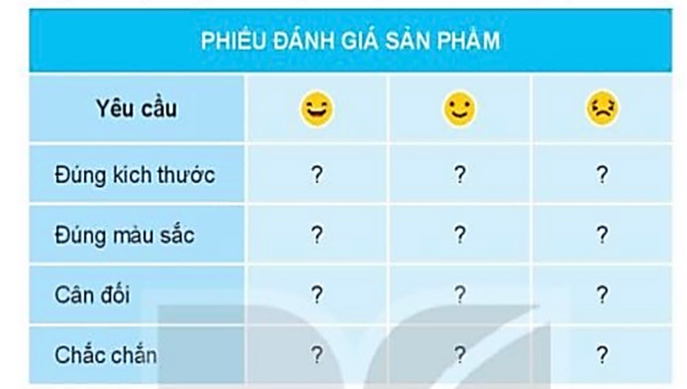 PHIẾU ĐÁNH GIÁ SẢN PHẨM
Yêu cầu
Đúng kích thước ? ? ?
Đúng màu sắc ? ? ?
Cân đối ? ? ?
Chắc chắn ? ? ?